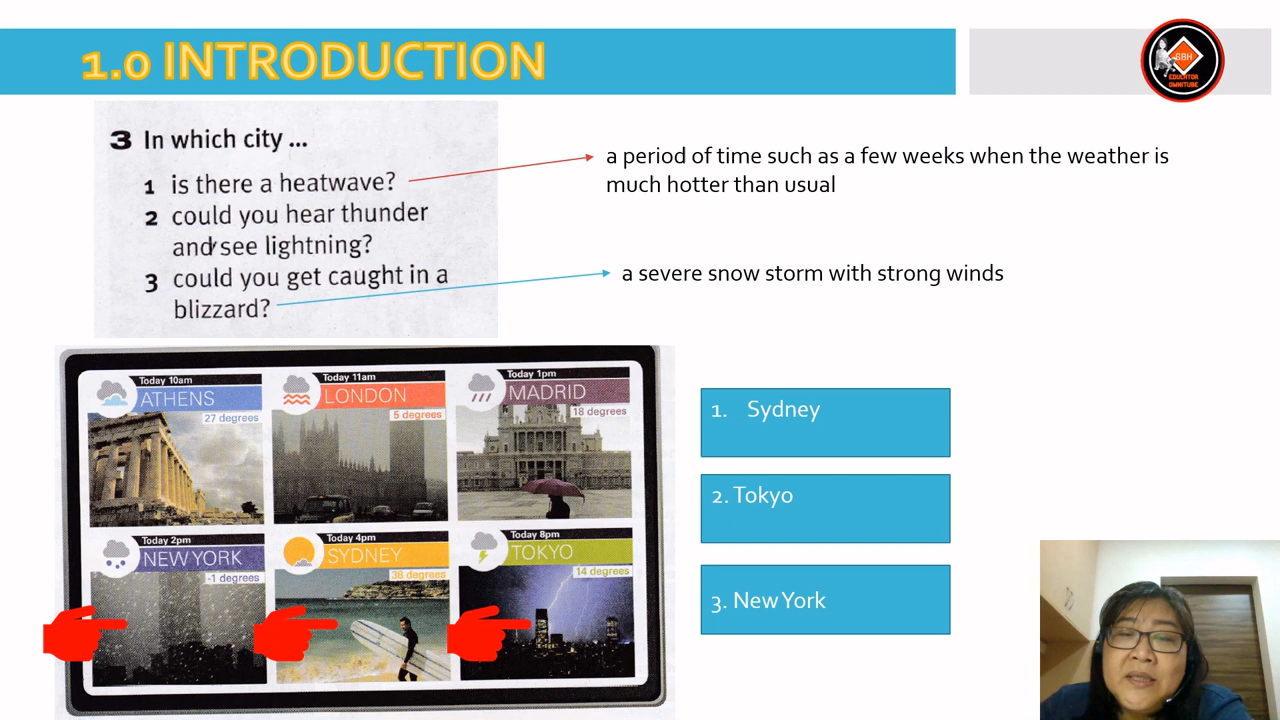 1.0 INTRODUCTION
GBH
EDUCATOR
OMNITUBE
3 In which city ...
1 is there a heatwave?
2 could you hear thunder
and see lightning?
3 could you get caught in a
blizzard?
a period of time such as a few weeks when the weather is
much hotter than usual
a severe snow storm with strong winds
Today 10am
ATHENS
27 degrees
Today 11am
LONDON
5 degrees
Today 1pm
MADRID
18 degrees
Today 2pm
NEW YORK
-1 degrees
Today 4pm
SYDNEY
38 degrees
Today 8pm
TOKYO
14 degrees
1. Sydney
2. Tokyo
3. New York